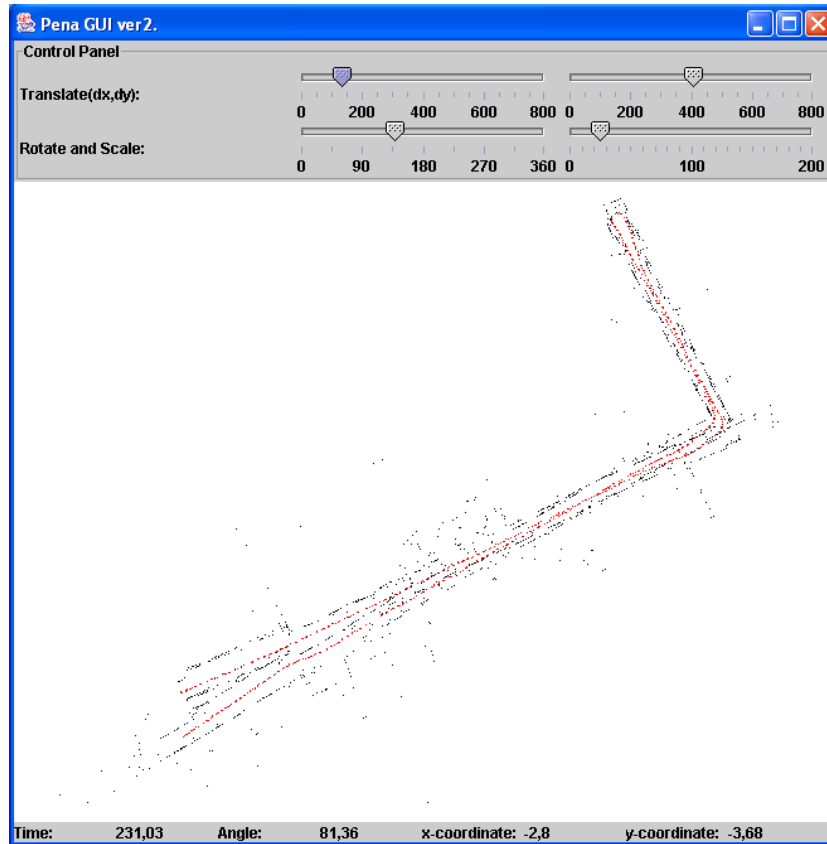 Pena GUI ver2.
Control Panel
Translate(dx,dy):
0 200 400 600 800 0 200 400 600 800
Rotate and Scale:
0 90 180 270 360 0 100 200
Time: 231,03 Angle: 81,36 x-coordinate: -2,8 y-coordinate: -3,68